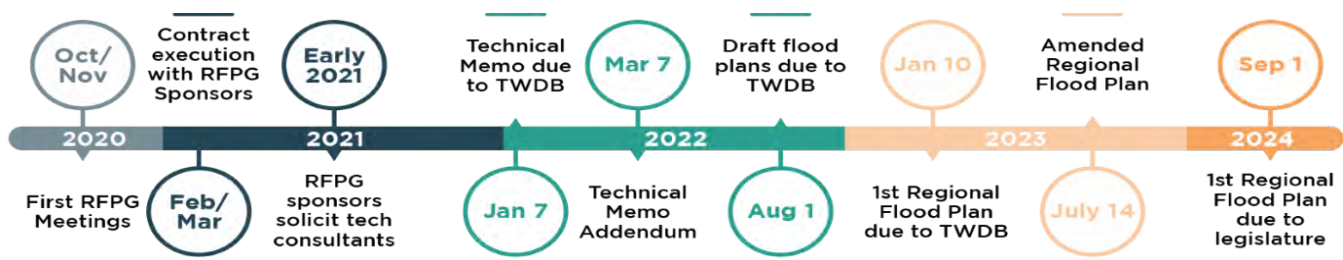 Oct/
Nov
Contract
execution
with RFPG
Sponsors
Early
2021
Technical
Memo due
to TWDB
Mar 7
Draft flood
plans due to
TWDB
Jan 10
Amended
Regional
Flood Plan
Sep 1
2020
2021
2022
2023
2024
First RFPG
Meetings
Feb/
Mar
RFPG
sponsors
solicit tech
consultants
Jan 7
Technical
Memo
Addendum
Aug 1
1st Regional
Flood Plan
due to TWDB
July 14
1st Regional
Flood Plan
due to
legislature